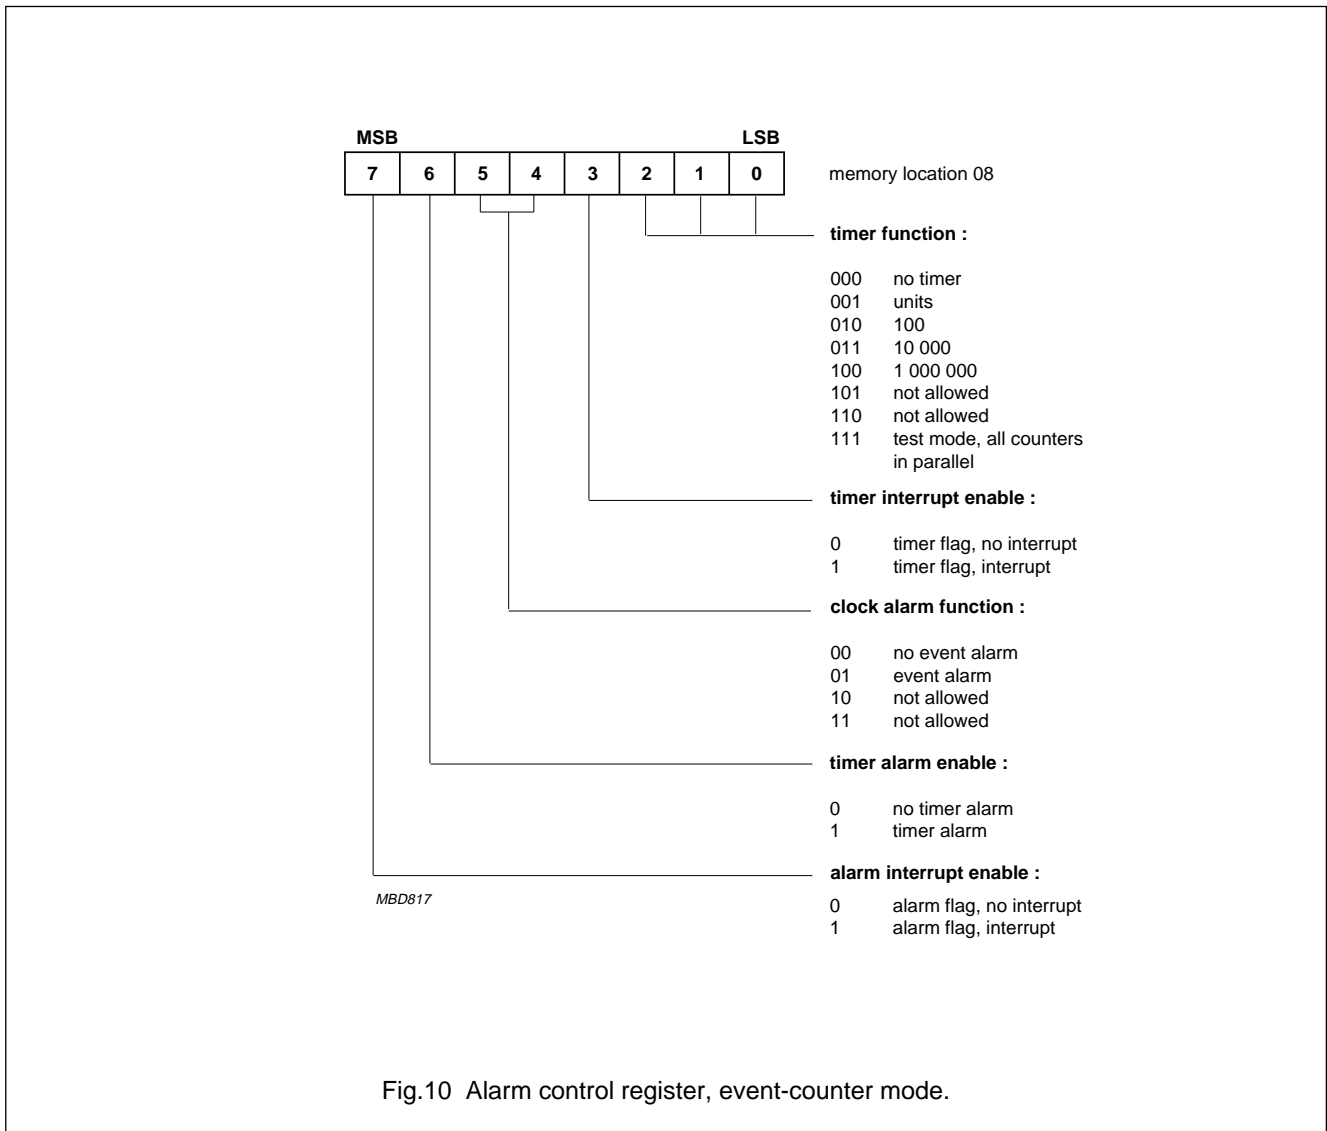 MSB LSB
7 6 5 4 3 2 1 0 memory location 08
timer function :
000 no timer
001 units
010 100
011 10 000
100 1 000 000
101 not allowed
110 not allowed
111 test mode, all counters
in parallel
timer interrupt enable :
0 timer flag, no interrupt
1 timer flag, interrupt
clock alarm function :
00 no event alarm
01 event alarm
10 not allowed
11 not allowed
timer alarm enable :
0 no timer alarm
1 timer alarm
alarm interrupt enable :
MBD817
0 alarm flag, no interrupt
1 alarm flag, interrupt
Fig.10 Alarm control register, event-counter mode.